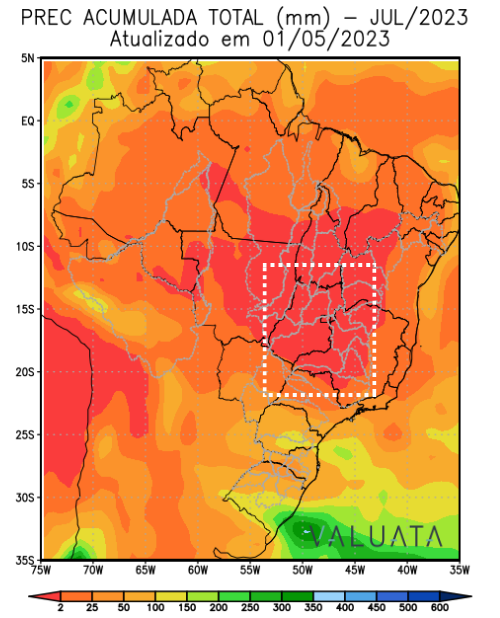 PREC ACUMULADA TOTAL (mm) – JUL/2023
Atualizado em 01/05/2023
5N
EQ
5S
10S
15S
20S
25S
30S
35S
VALUATA
75W 70W 65W 60W 55W 50W 45W 40W 35W
2 25 50 100 150 200 250 300 350 400 450 500 600